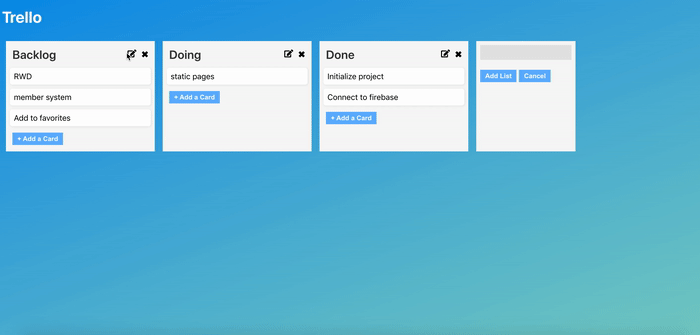 Trello
Backlog
RWD
member system
Add to favorites
+ Add a Card
Doing
static pages
+ Add a Card
Done
Initialize project
Connect to firebase
+ Add a Card
Add List Cancel